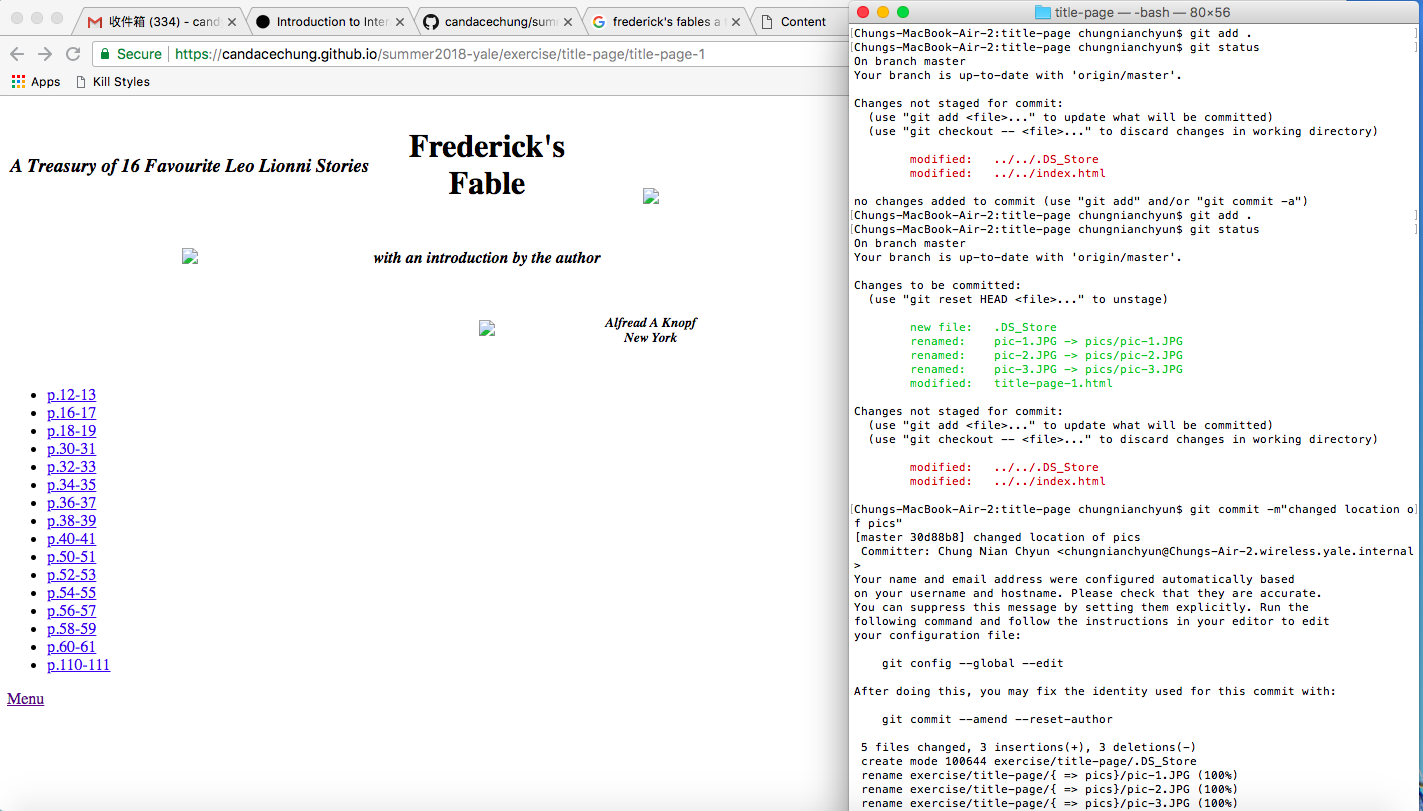 收件箱 (334) - cand
Introduction to Inter
candacechung/sum
frederick's fables a t
Content
Secure
https://candacechung.github.io/summer2018-yale/exercise/title-page/title-page-1
Apps
Kill Styles
A Treasury of 16 Favourite Leo Lionni Stories
Frederick's
Fable
with an introduction by the author
Alfread A Knopf
New York
p.12-13
p.16-17
p.18-19
p.30-31
p.32-33
p.34-35
p.36-37
p.38-39
p.40-41
p.50-51
p.52-53
p.54-55
p.56-57
p.58-59
p.60-61
p.110-111
Menu
title-page — -bash — 80×56
[Chungs-MacBook-Air-2:title-page chungnianchyun$ git add . ]
[Chungs-MacBook-Air-2:title-page chungnianchyun$ git status ]
On branch master
Your branch is up-to-date with 'origin/master'.
Changes not staged for commit:
(use "git add <file>..." to update what will be committed)
(use "git checkout -- <file>..." to discard changes in working directory)
modified: ../../.DS_Store
modified: ../../index.html
no changes added to commit (use "git add" and/or "git commit -a")
[Chungs-MacBook-Air-2:title-page chungnianchyun$ git add . ]
[Chungs-MacBook-Air-2:title-page chungnianchyun$ git status ]
On branch master
Your branch is up-to-date with 'origin/master'.
Changes to be committed:
(use "git reset HEAD <file>..." to unstage)
new file: .DS_Store
renamed: pic-1.JPG -> pics/pic-1.JPG
renamed: pic-2.JPG -> pics/pic-2.JPG
renamed: pic-3.JPG -> pics/pic-3.JPG
modified: title-page-1.html
Changes not staged for commit:
(use "git add <file>..." to update what will be committed)
(use "git checkout -- <file>..." to discard changes in working directory)
modified: ../../.DS_Store
modified: ../../index.html
[Chungs-MacBook-Air-2:title-page chungnianchyun$ git commit -m"changed location o]
f pics"
[master 30d88b8] changed location of pics
Committer: Chung Nian Chyun <chungnianchyun@Chungs-Air-2.wireless.yale.internal
>
Your name and email address were configured automatically based
on your username and hostname. Please check that they are accurate.
You can suppress this message by setting them explicitly. Run the
following command and follow the instructions in your editor to edit
your configuration file:
git config --global --edit
After doing this, you may fix the identity used for this commit with:
git commit --amend --reset-author
5 files changed, 3 insertions(+), 3 deletions(-)
create mode 100644 exercise/title-page/.DS_Store
rename exercise/title-page/{ => pics}/pic-1.JPG (100%)
rename exercise/title-page/{ => pics}/pic-2.JPG (100%)
rename exercise/title-page/{ => pics}/pic-3.JPG (100%)